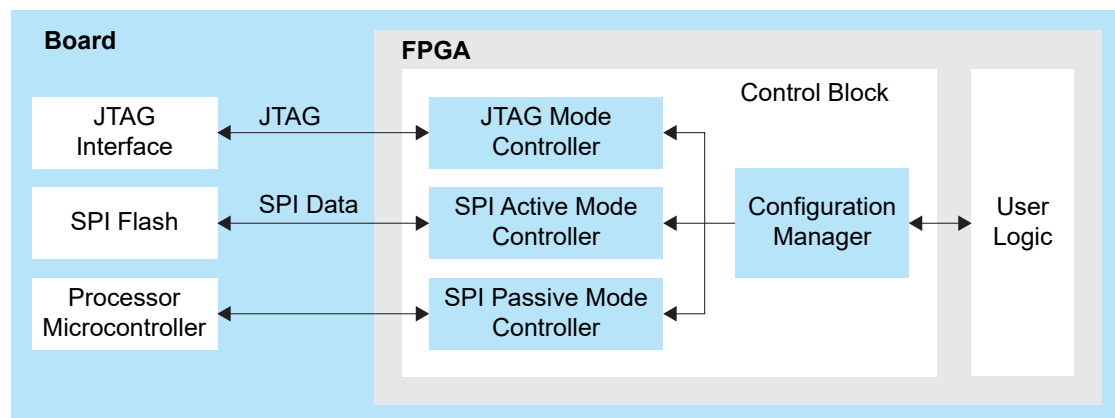 Board
FPGA
Control Block
JTAG
Interface
JTAG
JTAG Mode
Controller
SPI Flash
SPI Data
SPI Active Mode
Controller
Configuration
Manager
User
Logic
Processor
Microcontroller
SPI Passive Mode
Controller